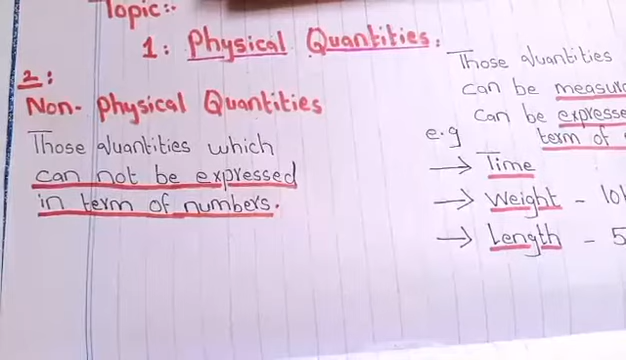 Topic:-
1: Physical Quantities.
2:
Non-Physical Quantities
Those Quantities which
can not be expressed
in term of numbers.
Those Quantities
can be
can be
e.g term of
→ Time
→ Weight -
→ Length - 5